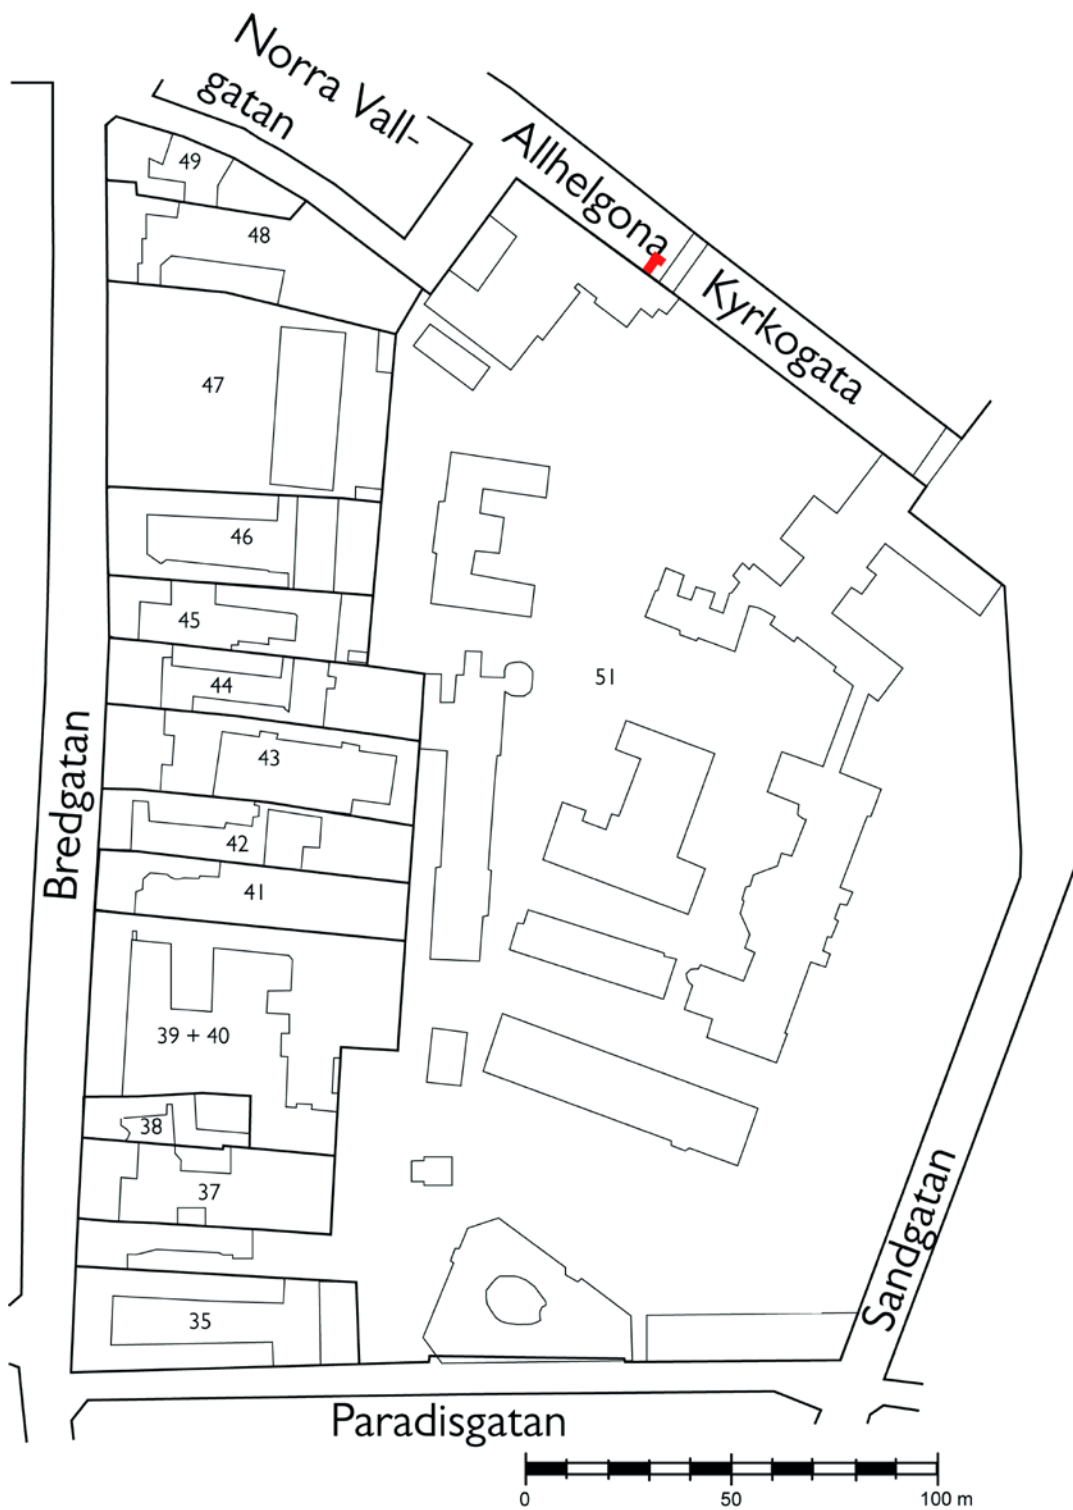 Norra Vall-
gatan
Allhelgona
Kyrkogata
49
48
47
46
45
44
51
43
42
41
39 + 40
38
37
35
Bredgatan
Sandgatan
Paradisgatan
0 50 100 m